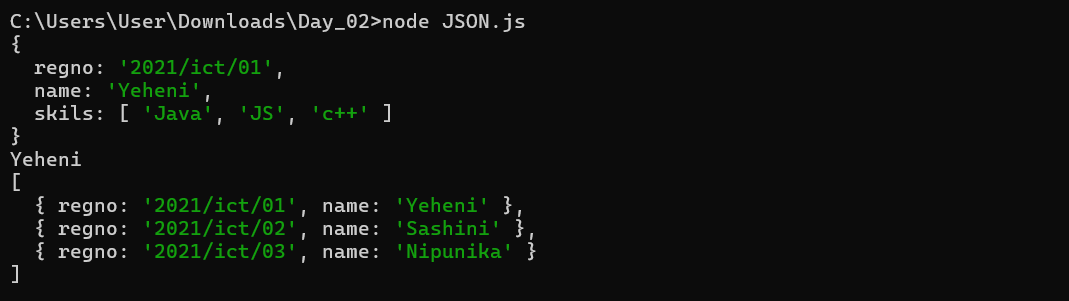 C:\Users\User\Downloads\Day_02>node JSON.js
{
  regno: '2021/ict/01',
  name: 'Yeheni',
  skils: [ 'Java', 'JS', 'c++' ]
}
Yeheni
[
  { regno: '2021/ict/01', name: 'Yeheni' },
  { regno: '2021/ict/02', name: 'Sashini' },
  { regno: '2021/ict/03', name: 'Nipunika' }
]